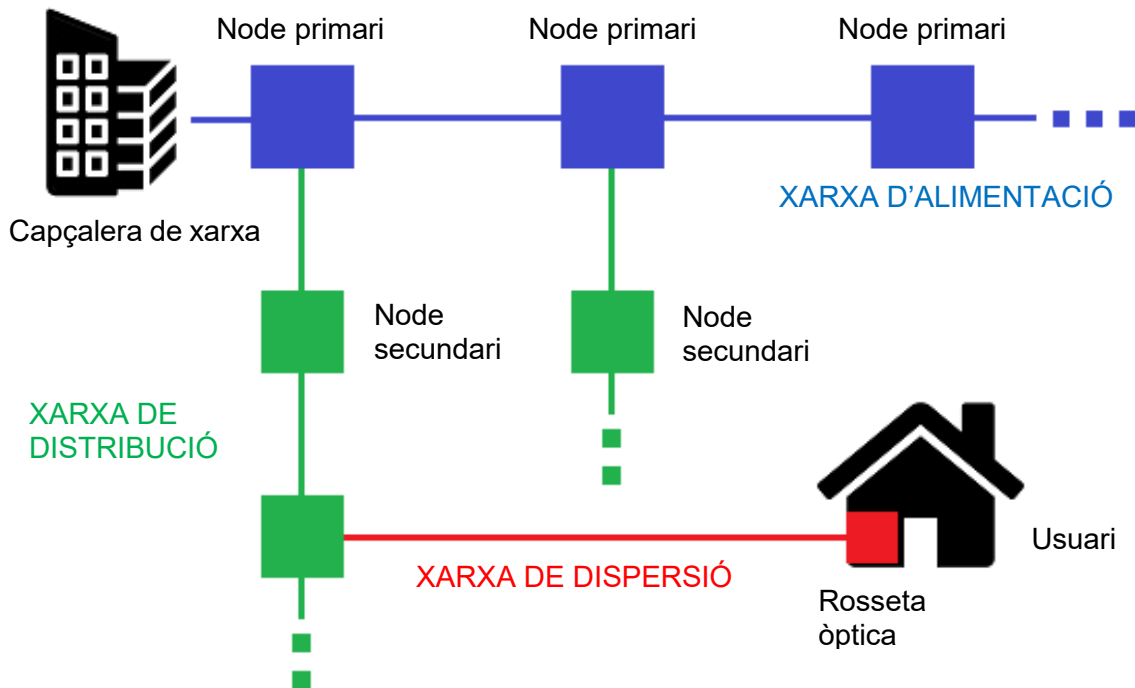 Node primari
Node primari
Node primari
XARXA D’ALIMENTACIÓ
Capçalera de xarxa
Node
secundari
Node
secundari
XARXA DE
DISTRIBUCIÓ
Usuari
XARXA DE DISPERSIÓ
Rosseta
òptica